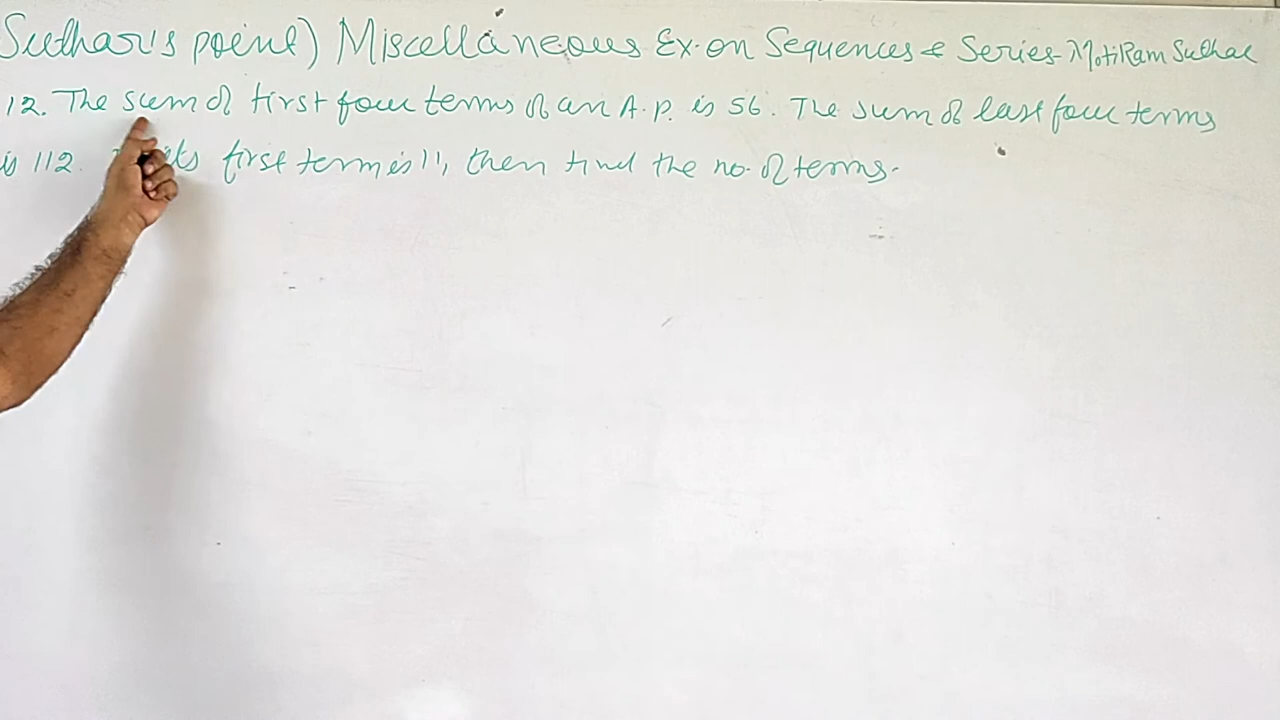 Suthar's point) Miscellaneous Ex. on Sequences & Series - MotiRam Suthar
12. The sum of first four terms of an A.P. is 56. The sum of last four terms
is 112. its first term is 11, then find the no. of terms.